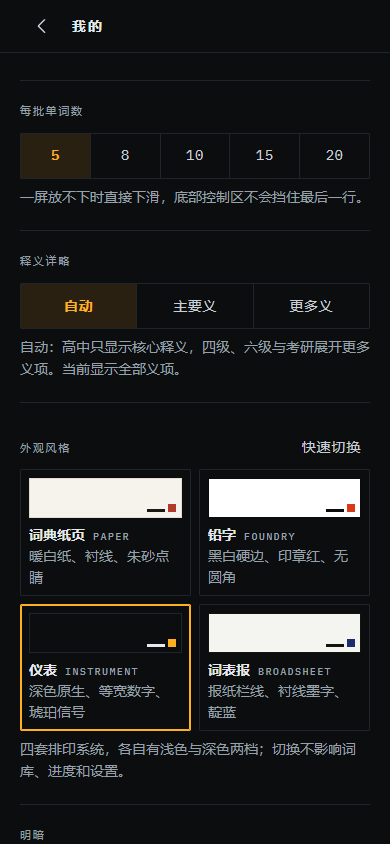 我的
每批单词数
5 8 10 15 20
一屏放不下时直接下滑，底部控制区不会挡住最后一行。
释义详略
自动 主要义 更多义
自动：高中只显示核心释义，四级、六级与考研展开更多
义项。当前显示全部义项。
外观风格 快速切换
词典纸页 PAPER
暖白纸、衬线、朱砂点
睛
铅字 FOUNDRY
黑白硬边、印章红、无
圆角
仪表 INSTRUMENT
深色原生、等宽数字、
琥珀信号
词表报 BROADSHEET
报纸栏线、衬线墨字、
靛蓝
四套排印系统，各自有浅色与深色两档；切换不影响词
库、进度和设置。
明暗